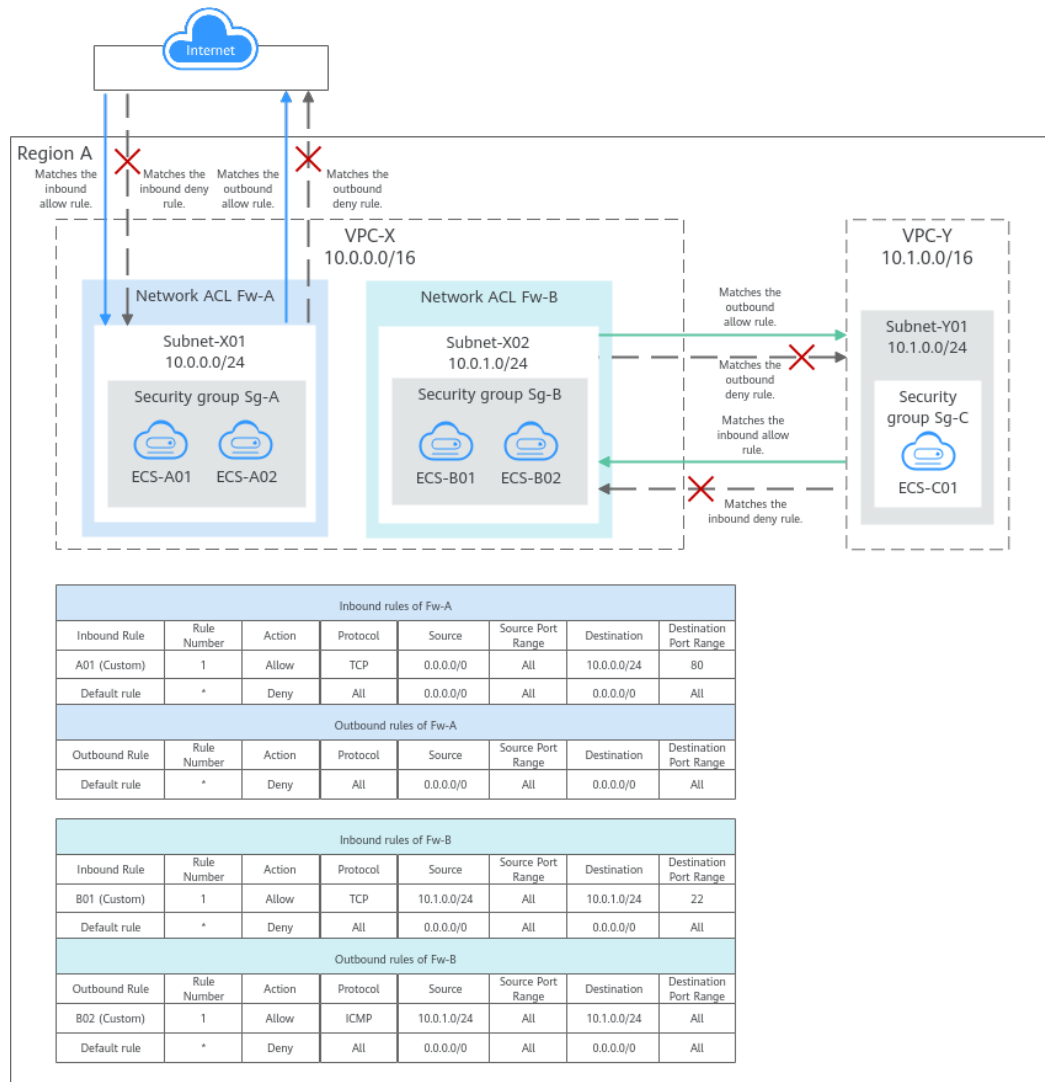 Internet
Region A
Matches the
inbound
allow rule.
Matches the
inbound deny
rule.
Matches the
outbound
allow rule.
Matches the
outbound
deny rule.
VPC-X
10.0.0.0/16
VPC-Y
10.1.0.0/16
Network ACL Fw-A
Subnet-X01
10.0.0.0/24
Security group Sg-A
ECS-A01
ECS-A02
Network ACL Fw-B
Subnet-X02
10.0.1.0/24
Security group Sg-B
ECS-B01
ECS-B02
Matches the
outbound
allow rule.
Matches the
outbound
deny rule.
Matches the
inbound allow
rule.
Matches the
inbound deny rule.
Subnet-Y01
10.1.0.0/24
Security
group Sg-C
ECS-C01
Inbound rules of Fw-A
Inbound Rule Rule Number Action Protocol Source Source Port Range Destination Destination Port Range
A01 (Custom) 1 Allow TCP 0.0.0.0/0 All 10.0.0.0/24 80
Default rule * Deny All 0.0.0.0/0 All 0.0.0.0/0 All
Outbound rules of Fw-A
Outbound Rule Rule Number Action Protocol Source Source Port Range Destination Destination Port Range
Default rule * Deny All 0.0.0.0/0 All 0.0.0.0/0 All
Inbound rules of Fw-B
Inbound Rule Rule Number Action Protocol Source Source Port Range Destination Destination Port Range
B01 (Custom) 1 Allow TCP 10.1.0.0/24 All 10.0.1.0/24 22
Default rule * Deny All 0.0.0.0/0 All 0.0.0.0/0 All
Outbound rules of Fw-B
Outbound Rule Rule Number Action Protocol Source Source Port Range Destination Destination Port Range
B02 (Custom) 1 Allow ICMP 10.0.1.0/24 All 10.1.0.0/24 All
Default rule * Deny All 0.0.0.0/0 All 0.0.0.0/0 All